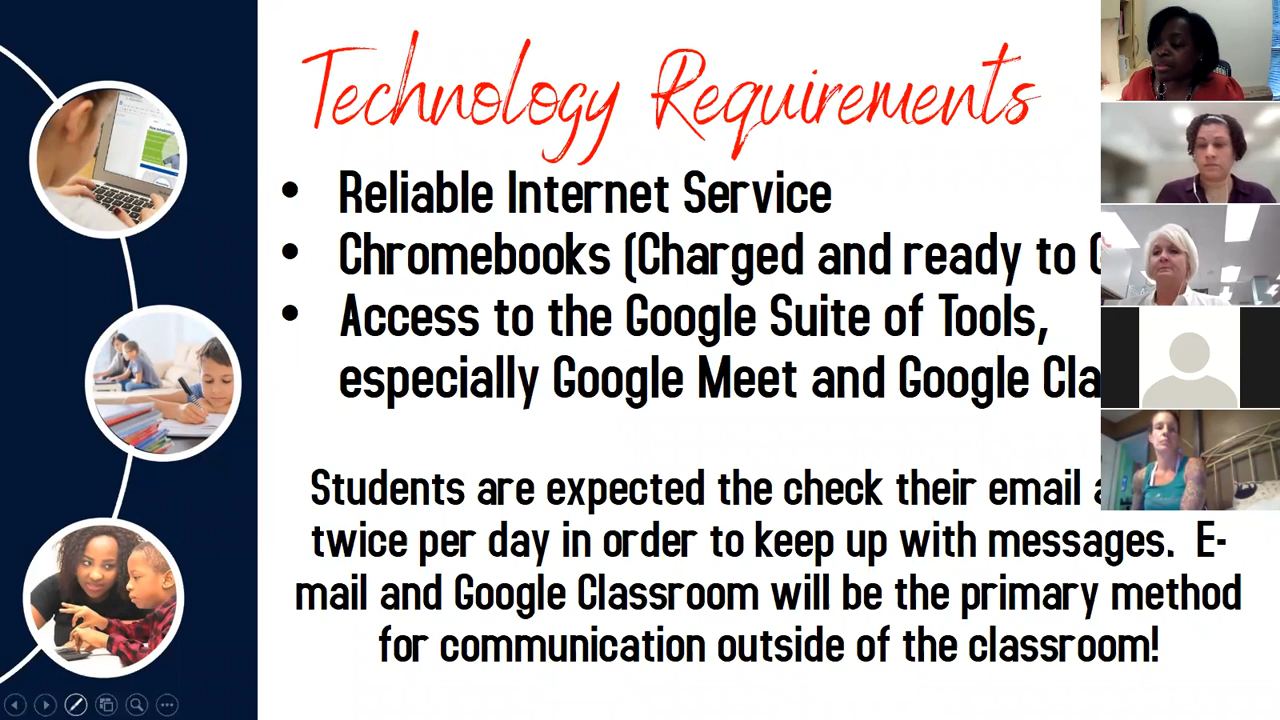 Technology Requirements
• Reliable Internet Service
• Chromebooks (Charged and ready to
• Access to the Google Suite of Tools,
especially Google Meet and Google
Students are expected the check their email
twice per day in order to keep up with messages. E-
mail and Google Classroom will be the primary method
for communication outside of the classroom!